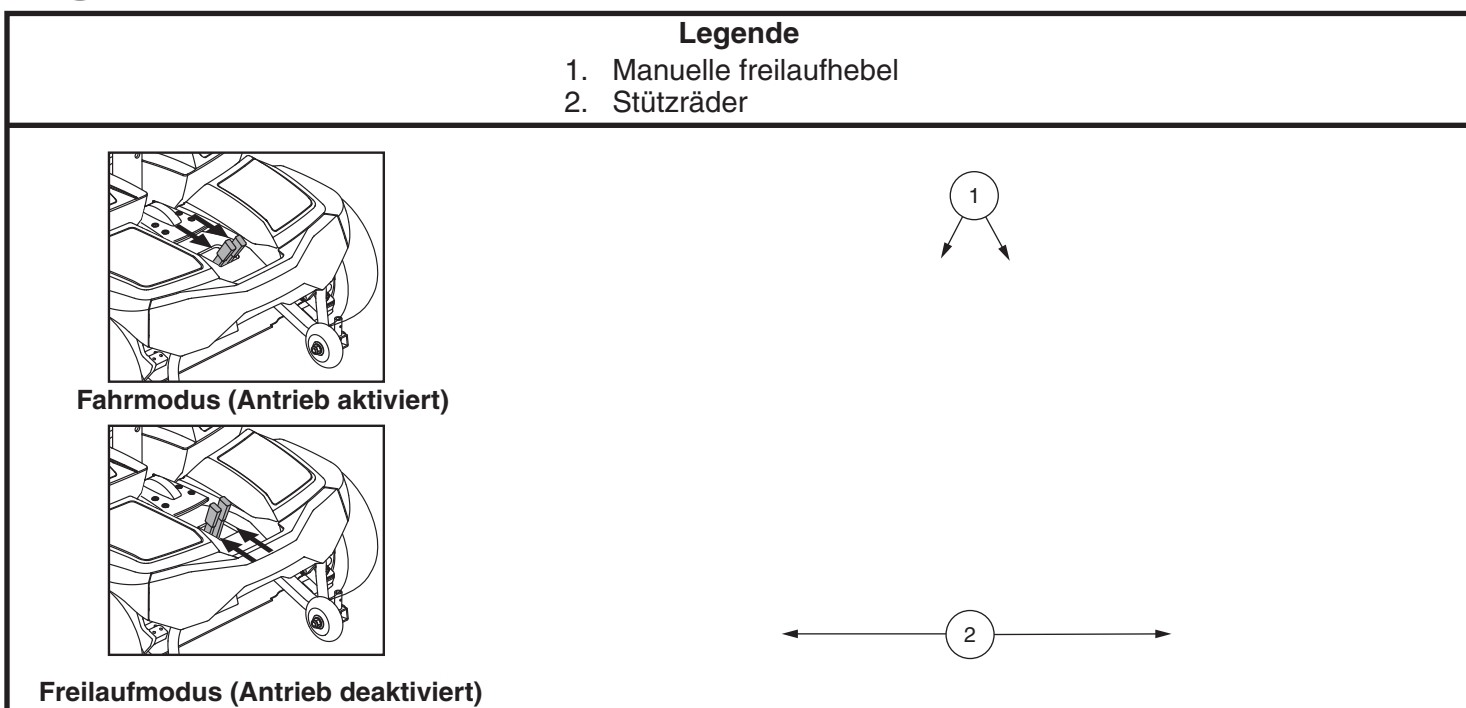 Legende
1. Manuelle freilaufhebel
2. Stützräder
1
Fahrmodus (Antrieb aktiviert)
2
Freilaufmodus (Antrieb deaktiviert)